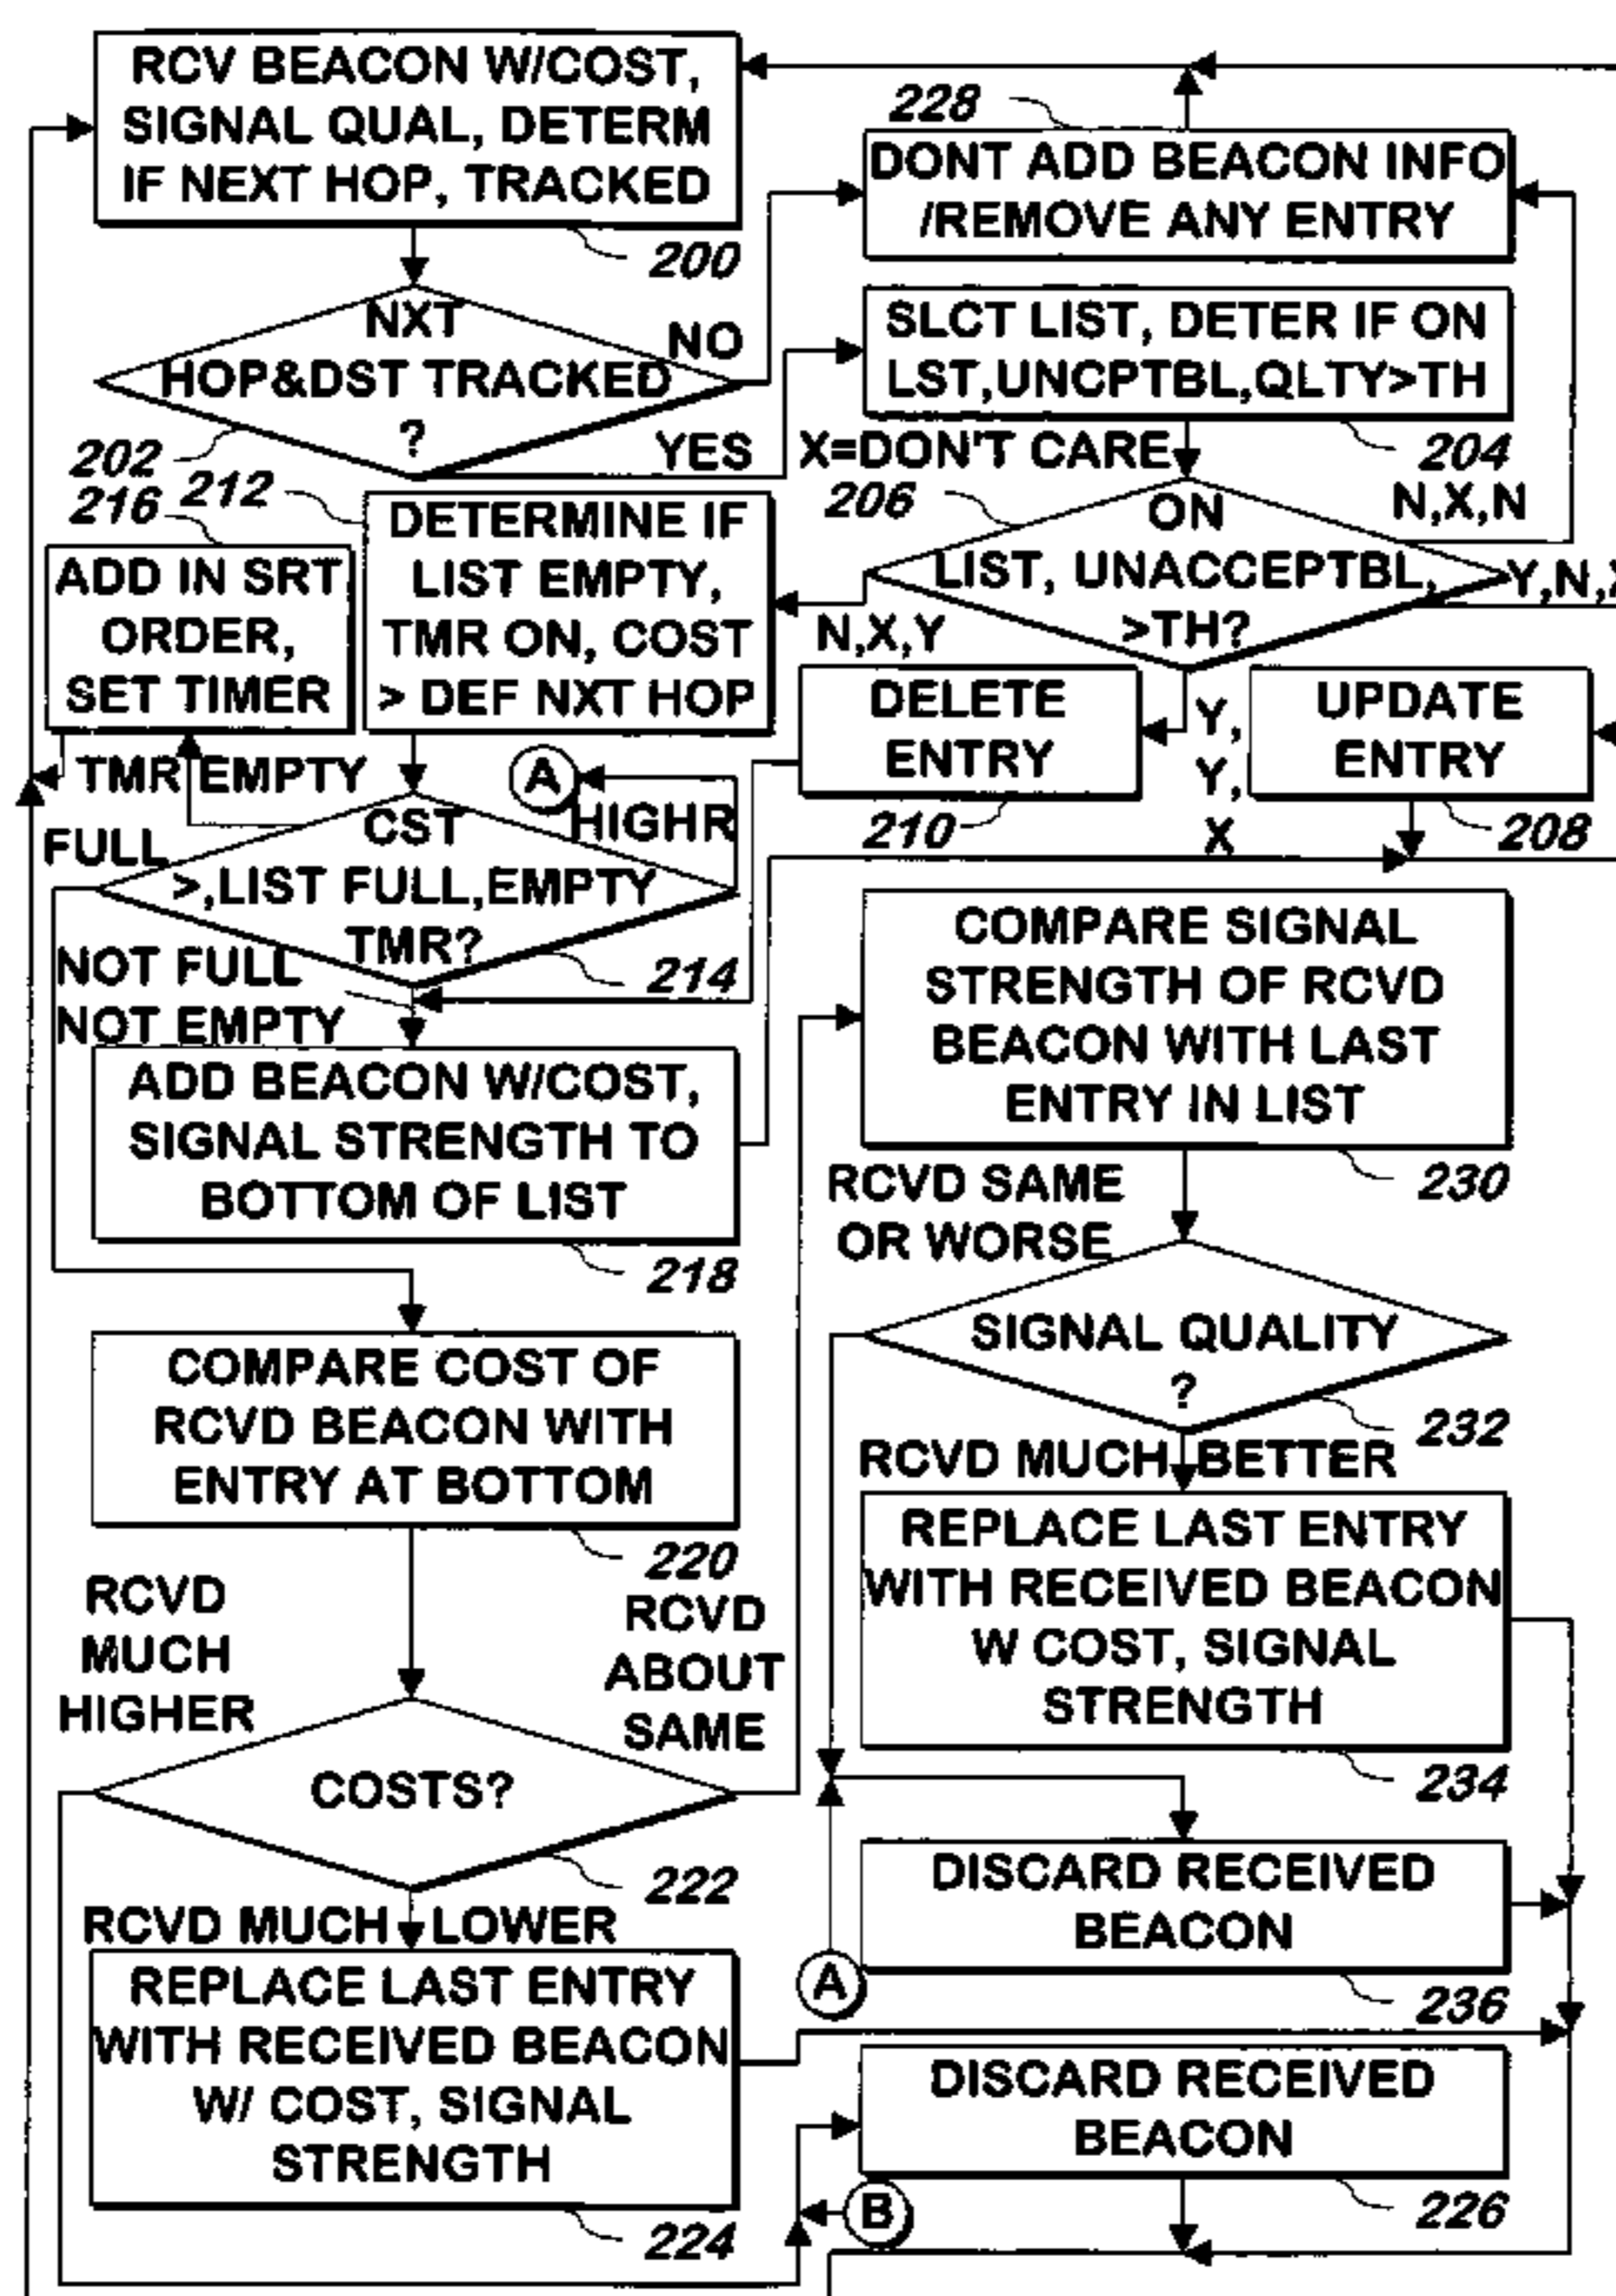 RCV BEACON W/COST,
SIGNAL QUAL, DETERM
IF NEXT HOP, TRACKED
200
228
DONT ADD BEACON INFO
/REMOVE ANY ENTRY
NXT
HOP&DST TRACKED
?
NO
YES
202
SLCT LIST, DETER IF ON
LST,UNCPTBL,QLTY>TH
204
X=DON'T CARE
206
ON
LIST, UNACCEPTBL,
>TH?
N,X,N
Y,N,X
N,X,Y
Y,
Y,
X
216
212
ADD IN SRT
ORDER,
SET TIMER
DETERMINE IF
LIST EMPTY,
TMR ON, COST
> DEF NXT HOP
DELETE
ENTRY
210
UPDATE
ENTRY
208
TMR EMPTY
A
HIGHR
FULL
CST
>,LIST FULL,EMPTY
TMR?
214
NOT FULL
NOT EMPTY
ADD BEACON W/COST,
SIGNAL STRENGTH TO
BOTTOM OF LIST
218
COMPARE SIGNAL
STRENGTH OF RCVD
BEACON WITH LAST
ENTRY IN LIST
230
RCVD SAME
OR WORSE
SIGNAL QUALITY
?
232
RCVD MUCH BETTER
COMPARE COST OF
RCVD BEACON WITH
ENTRY AT BOTTOM
220
REPLACE LAST ENTRY
WITH RECEIVED BEACON
W COST, SIGNAL
STRENGTH
234
RCVD
MUCH
HIGHER
RCVD
ABOUT
SAME
COSTS?
222
RCVD MUCH LOWER
DISCARD RECEIVED
BEACON
236
A
REPLACE LAST ENTRY
WITH RECEIVED BEACON
W/ COST, SIGNAL
STRENGTH
224
DISCARD RECEIVED
BEACON
226
B